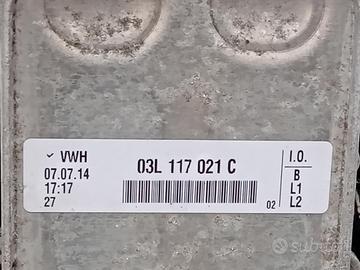 ✓ VWH
07.07.14
17:17
27
03L 117 021 C
02
I.O.
B
L1
L2
subito